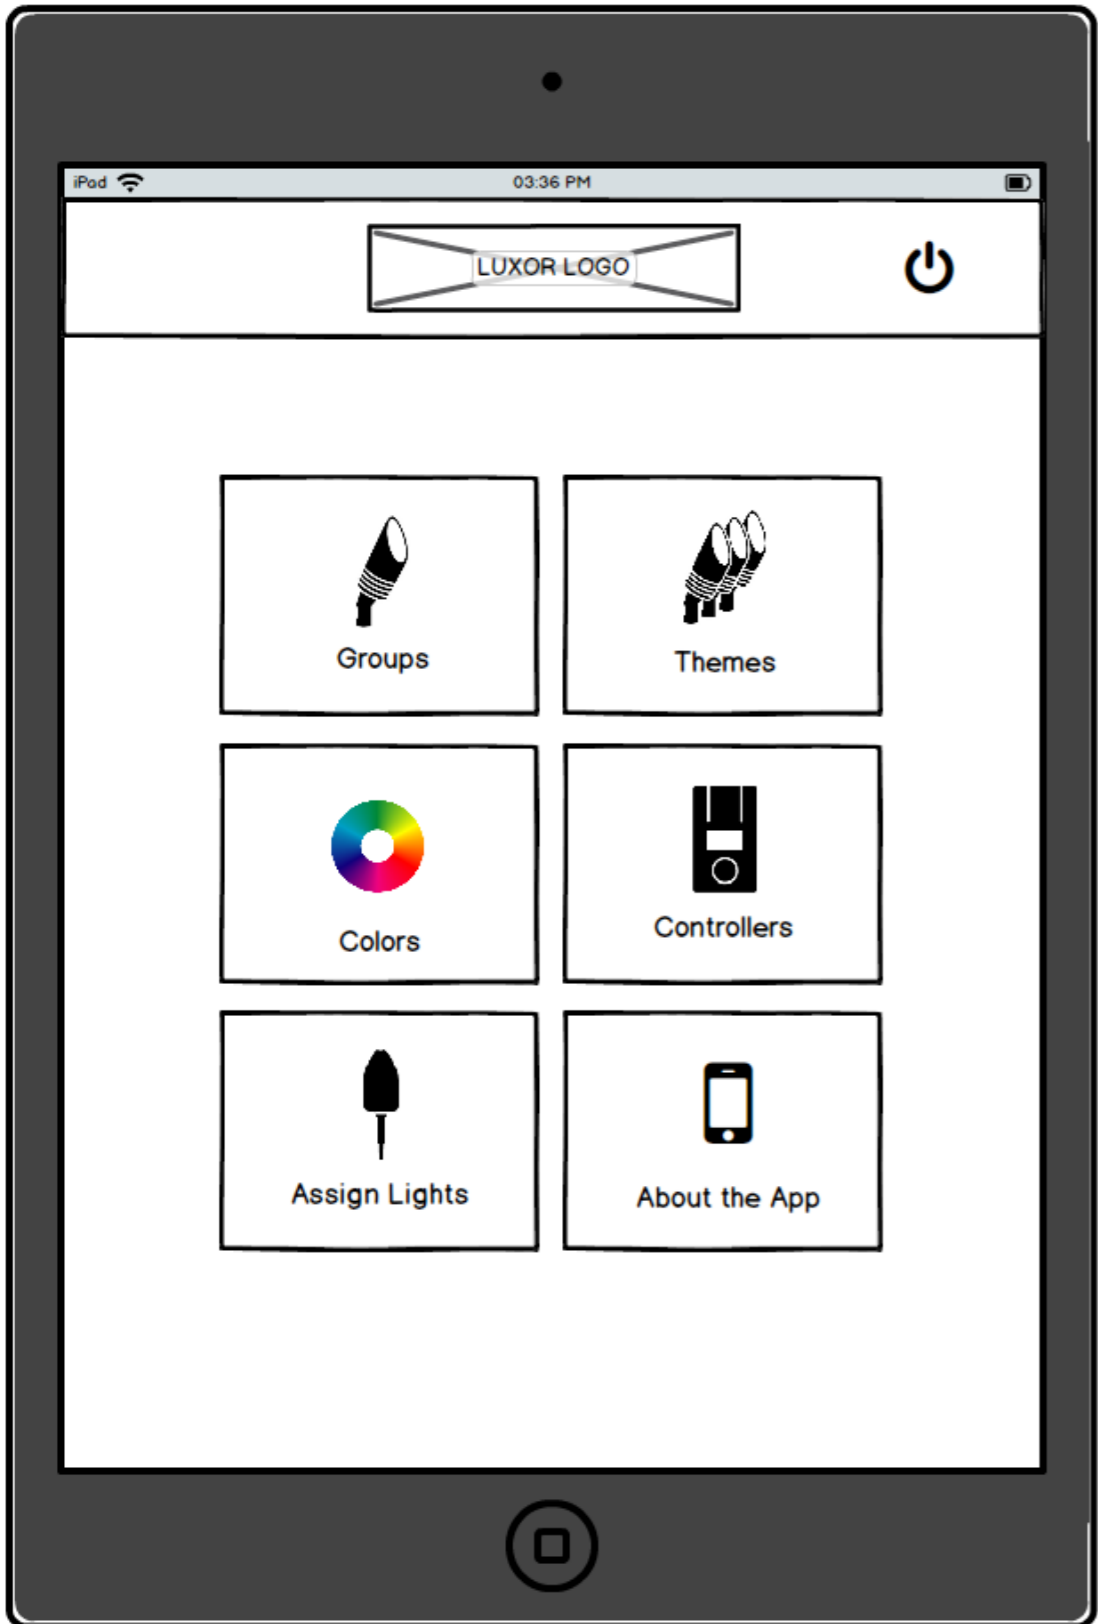 iPad
03:36 PM
LUXOR LOGO
Groups
Themes
Colors
Controllers
Assign Lights
About the App